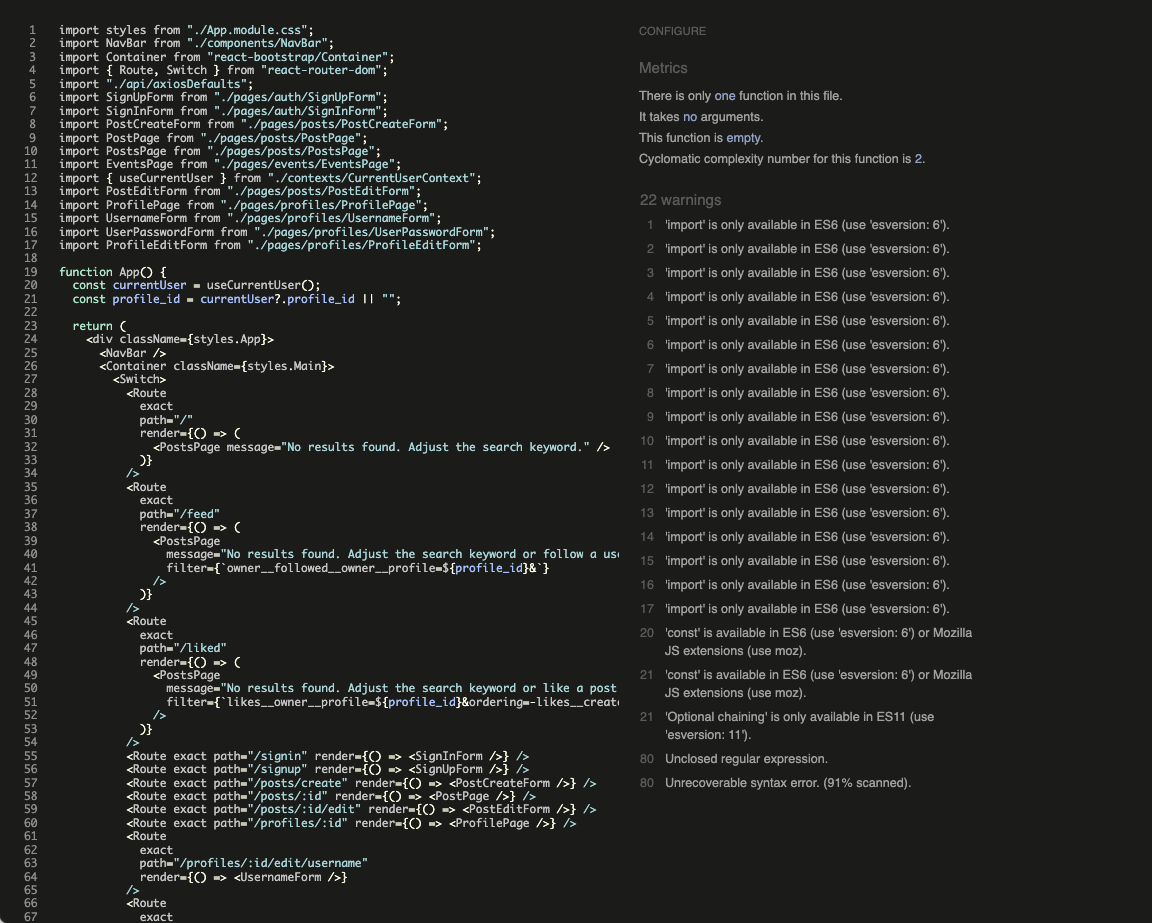 1 import styles from "./App.module.css";
2 import NavBar from "./components/NavBar";
3 import Container from "react-bootstrap/Container";
4 import { Route, Switch } from "react-router-dom";
5 import "./api/axiosDefaults";
6 import SignUpForm from "./pages/auth/SignUpForm";
7 import SignInForm from "./pages/auth/SignInForm";
8 import PostCreateForm from "./pages/posts/PostCreateForm";
9 import PostPage from "./pages/posts/PostPage";
10 import PostsPage from "./pages/posts/PostsPage";
11 import EventsPage from "./pages/events/EventsPage";
12 import { useCurrentUser } from "./contexts/CurrentUserContext";
13 import PostEditForm from "./pages/posts/PostEditForm";
14 import ProfilePage from "./pages/profiles/ProfilePage";
15 import UsernameForm from "./pages/profiles/UsernameForm";
16 import UserPasswordForm from "./pages/profiles/UserPasswordForm";
17 import ProfileEditForm from "./pages/profiles/ProfileEditForm";
18
19 function App() {
20 const currentUser = useCurrentUser();
21 const profile_id = currentUser?.profile_id || "";
22
23 return (
24 <div className={styles.App}>
25 <NavBar />
26 <Container className={styles.Main}>
27 <Switch>
28 <Route
29 exact
30 path="/"
31 render={() => (
32 <PostsPage message="No results found. Adjust the search keyword." />
33 )}
34 />
35 <Route
36 exact
37 path="/feed"
38 render={() => (
39 <PostsPage
40 message="No results found. Adjust the search keyword or follow a us
41 filter={`owner__followed__owner__profile=${profile_id}&`}
42 />
43 )}
44 />
45 <Route
46 exact
47 path="/liked"
48 render={() => (
49 <PostsPage
50 message="No results found. Adjust the search keyword or like a post
51 filter={`likes__owner__profile=${profile_id}&ordering=-likes__creat
52 />
53 )}
54 />
55 <Route exact path="/signin" render={() => <SignInForm />} />
56 <Route exact path="/signup" render={() => <SignUpForm />} />
57 <Route exact path="/posts/create" render={() => <PostCreateForm />} />
58 <Route exact path="/posts/:id" render={() => <PostPage />} />
59 <Route exact path="/posts/:id/edit" render={() => <PostEditForm />} />
60 <Route exact path="/profiles/:id" render={() => <ProfilePage />} />
61 <Route
62 exact
63 path="/profiles/:id/edit/username"
64 render={() => <UsernameForm />}
65 />
66 <Route
67 exact
CONFIGURE
Metrics
There is only one function in this file.
It takes no arguments.
This function is empty.
Cyclomatic complexity number for this function is 2.
22 warnings
1 'import' is only available in ES6 (use 'esversion: 6').
2 'import' is only available in ES6 (use 'esversion: 6').
3 'import' is only available in ES6 (use 'esversion: 6').
4 'import' is only available in ES6 (use 'esversion: 6').
5 'import' is only available in ES6 (use 'esversion: 6').
6 'import' is only available in ES6 (use 'esversion: 6').
7 'import' is only available in ES6 (use 'esversion: 6').
8 'import' is only available in ES6 (use 'esversion: 6').
9 'import' is only available in ES6 (use 'esversion: 6').
10 'import' is only available in ES6 (use 'esversion: 6').
11 'import' is only available in ES6 (use 'esversion: 6').
12 'import' is only available in ES6 (use 'esversion: 6').
13 'import' is only available in ES6 (use 'esversion: 6').
14 'import' is only available in ES6 (use 'esversion: 6').
15 'import' is only available in ES6 (use 'esversion: 6').
16 'import' is only available in ES6 (use 'esversion: 6').
17 'import' is only available in ES6 (use 'esversion: 6').
20 'const' is available in ES6 (use 'esversion: 6') or Mozilla
JS extensions (use moz).
21 'const' is available in ES6 (use 'esversion: 6') or Mozilla
JS extensions (use moz).
21 'Optional chaining' is only available in ES11 (use
'esversion: 11').
80 Unclosed regular expression.
80 Unrecoverable syntax error. (91% scanned).